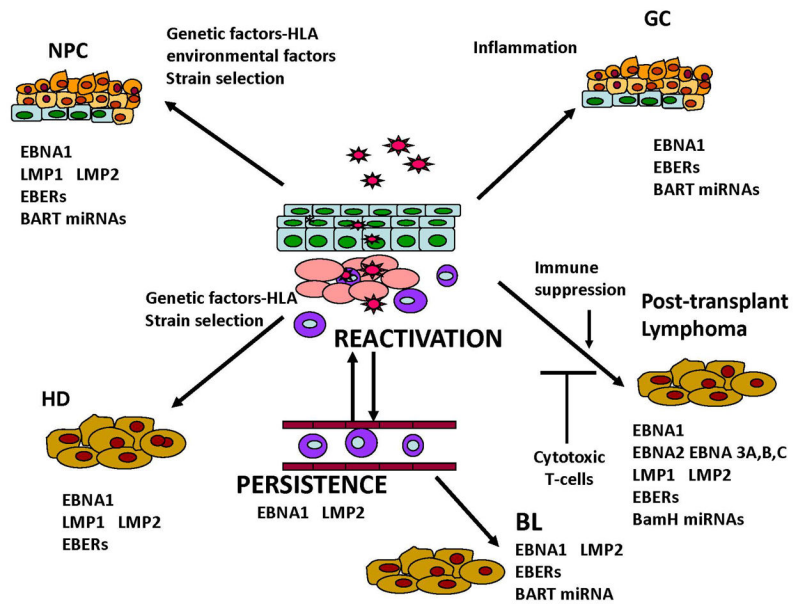 NPC
Genetic factors-HLA
environmental factors
Strain selection
EBNA1
LMP1 LMP2
EBERs
BART miRNAs
Inflammation
GC
EBNA1
EBERs
BART miRNAs
Genetic factors-HLA
Strain selection
HD
EBNA1
LMP1 LMP2
EBERs
REACTIVATION
PERSISTENCE
EBNA1 LMP2
Immune
suppression
Cytotoxic
T-cells
Post-transplant
Lymphoma
EBNA1
EBNA2 EBNA 3A,B,C
LMP1 LMP2
EBERs
BamH miRNAs
BL
EBNA1 LMP2
EBERs
BART miRNA